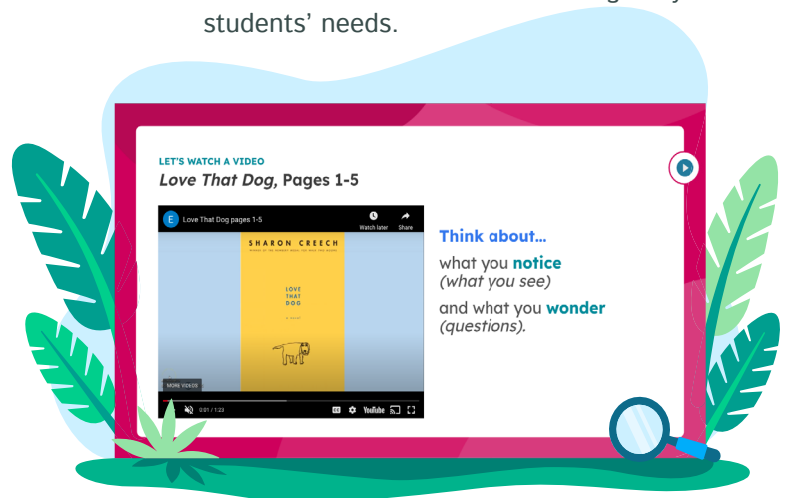 students’ needs.
LET'S WATCH A VIDEO
Love That Dog, Pages 1-5
E Love That Dog pages 1-5
Watch later Share
SHARON CREECH
LOVE
THAT
DOG
MORE VIDEOS
0:01 / 1:23
YouTube
Think about...
what you notice
(what you see)
and what you wonder
(questions).